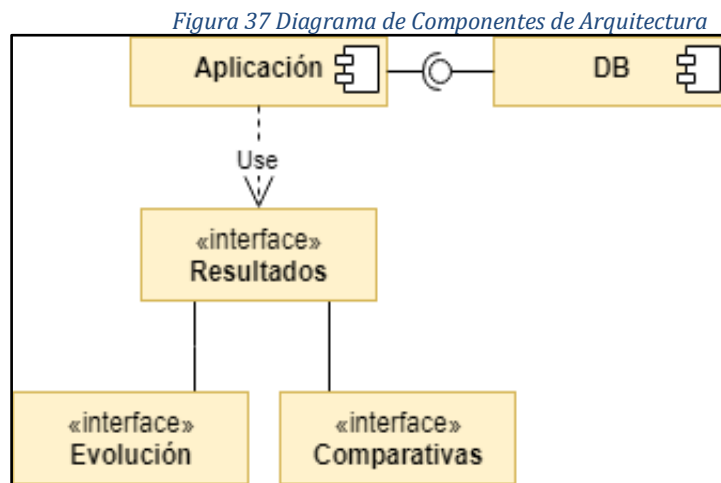 Figura 37 Diagrama de Componentes de Arquitectura
Aplicación
DB
Use
«interface»
Resultados
«interface»
Evolución
«interface»
Comparativas